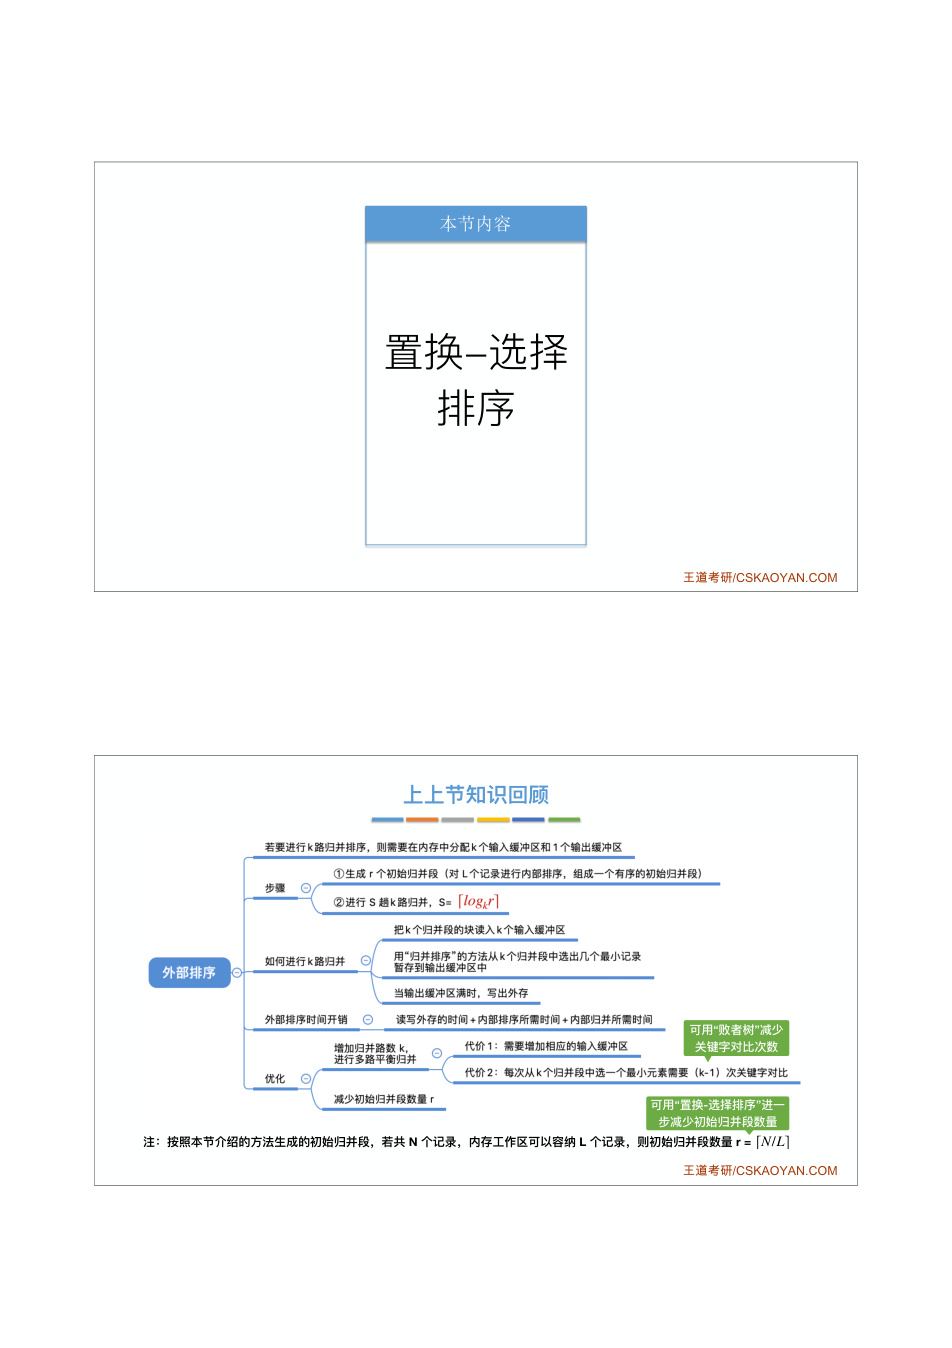 本节内容
置换–选择
排序
王道考研/CSKAOYAN.COM
上上节知识回顾
若要进行k路归并排序，则需要在内存中分配k个输入缓冲区和1个输出缓冲区
步骤
①生成 r 个初始归并段（对 L个记录进行内部排序，组成一个有序的初始归并段）
②进行 S 趟k路归并，S= ⌈log_k r⌉
外部排序
如何进行k路归并
把k个归并段的块读入k个输入缓冲区
用“归并排序”的方法从k个归并段中选出几个最小记录
暂存到输出缓冲区中
当输出缓冲区满时，写出外存
外部排序时间开销
读写外存的时间+内部排序所需时间+内部归并所需时间
优化
增加归并路数 k，
进行多路平衡归并
代价1：需要增加相应的输入缓冲区
代价2：每次从k个归并段中选一个最小元素需要（k-1）次关键字对比
可用“败者树”减少
关键字对比次数
减少初始归并段数量 r
可用“置换-选择排序”进一
步减少初始归并段数量
注：按照本节介绍的方法生成的初始归并段，若共 N 个记录，内存工作区可以容纳 L 个记录，则初始归并段数量 r = ⌈N/L⌉
王道考研/CSKAOYAN.COM